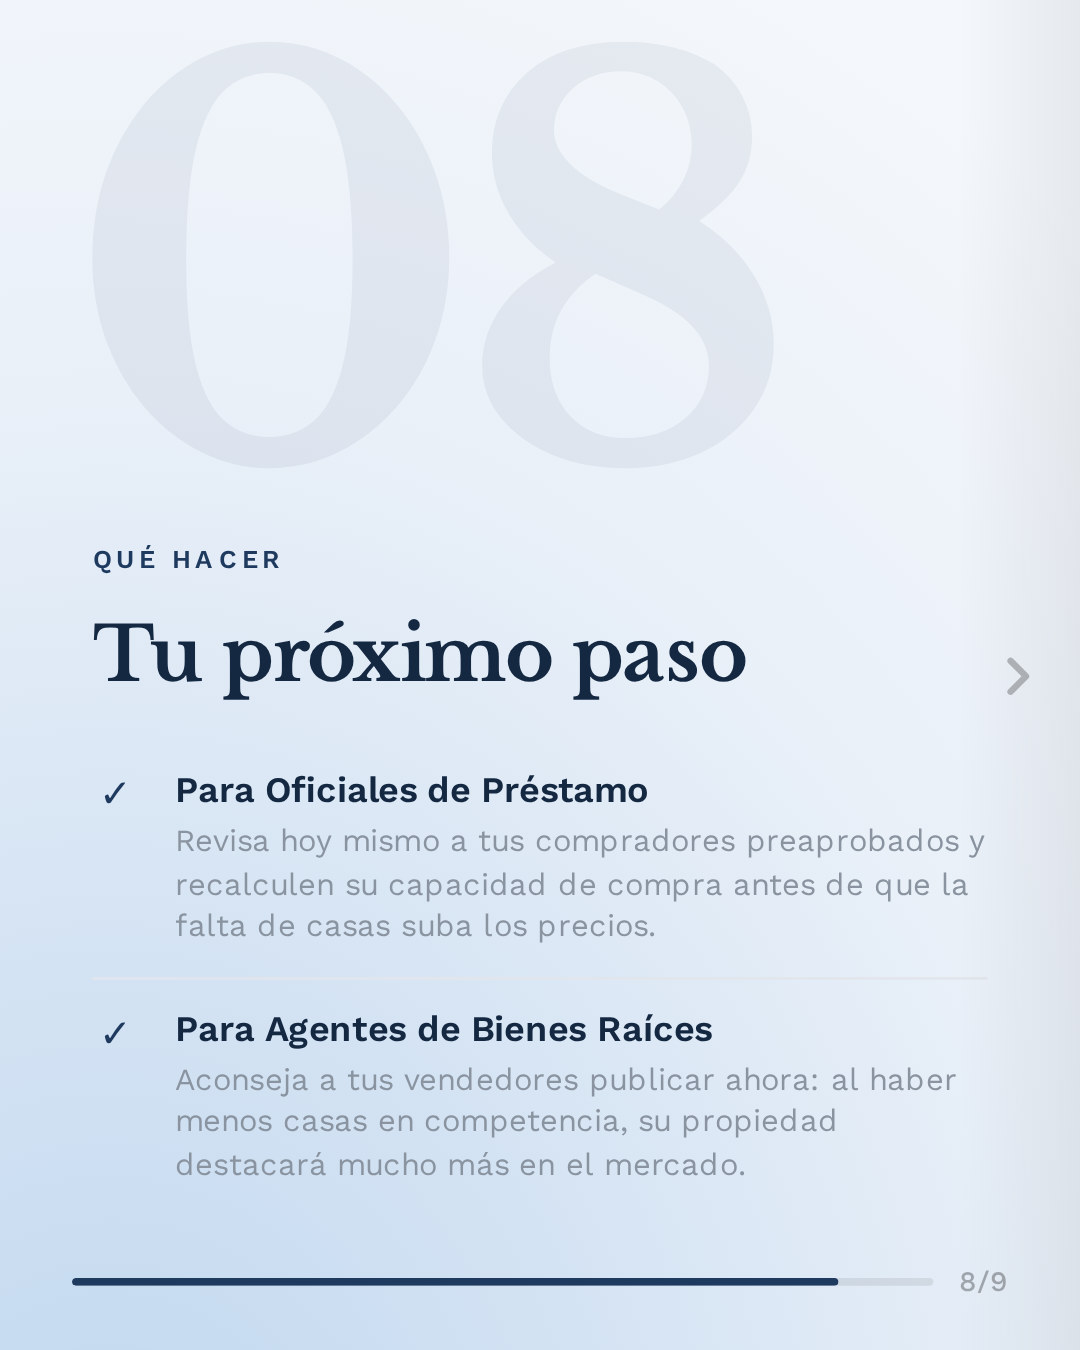 08
QUÉ HACER
Tu próximo paso
✓ Para Oficiales de Préstamo
Revisa hoy mismo a tus compradores preaprobados y
recalculen su capacidad de compra antes de que la
falta de casas suba los precios.
✓ Para Agentes de Bienes Raíces
Aconseja a tus vendedores publicar ahora: al haber
menos casas en competencia, su propiedad
destacará mucho más en el mercado.
8/9